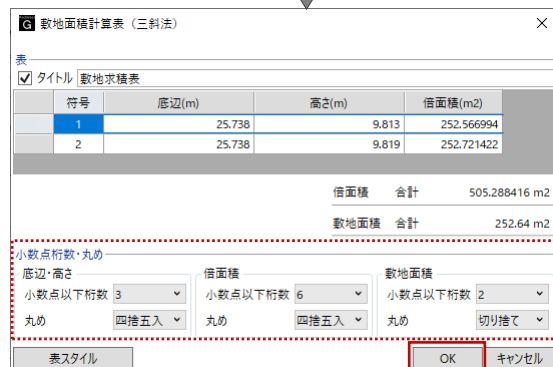 G 敷地面積計算表（三斜法）
表
タイトル 敷地求積表
符号 底辺(m) 高さ(m) 倍面積(m2)
1 25.738 9.813 252.566994
2 25.738 9.819 252.721422
倍面積 合計 505.288416 m2
敷地面積 合計 252.64 m2
小数点桁数・丸め
底辺・高さ 倍面積 敷地面積
小数点以下桁数 3 小数点以下桁数 6 小数点以下桁数 2
丸め 四捨五入 丸め 四捨五入 丸め 切り捨て
表スタイル OK キャンセル